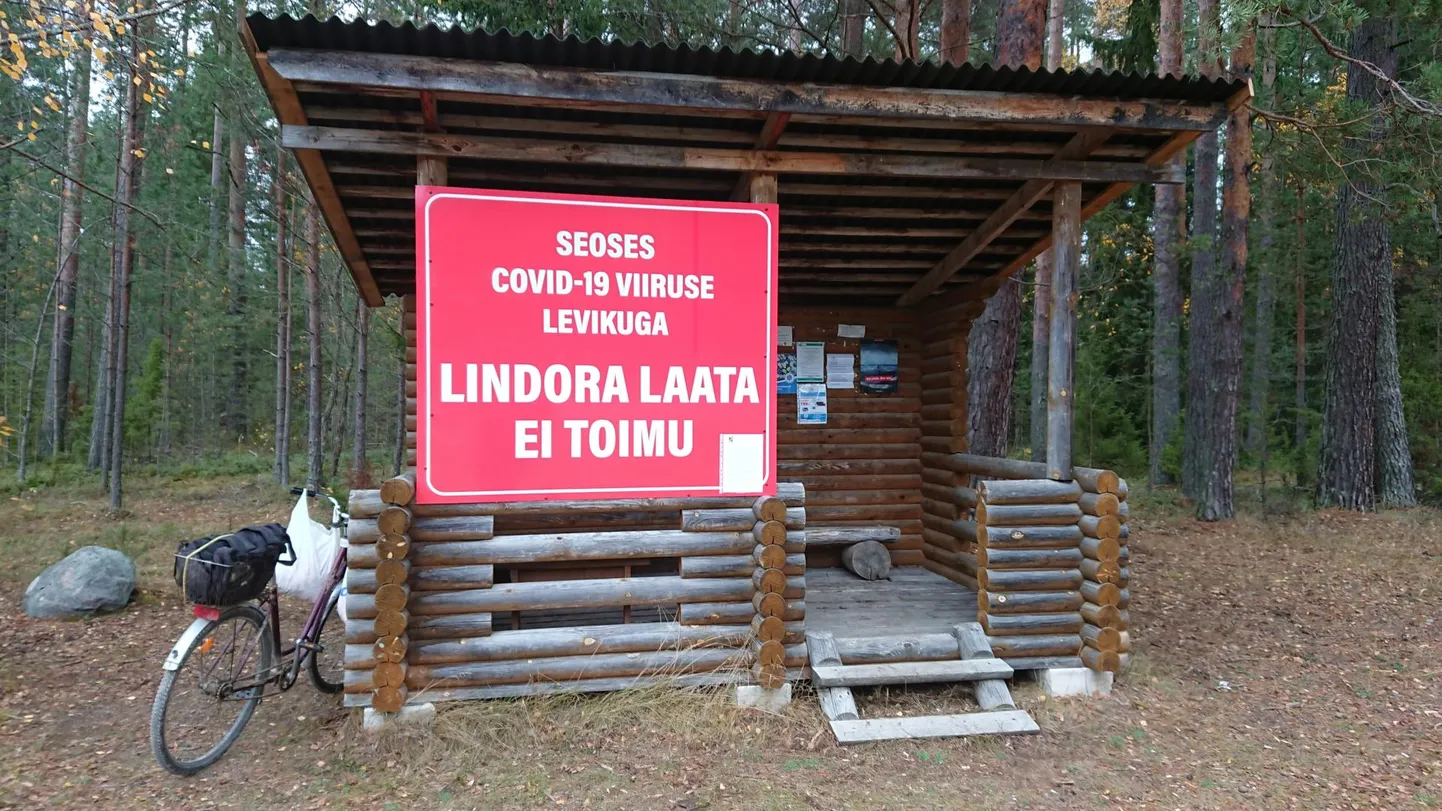 SEOSES
COVID-19 VIIRUSE
LEVIKUGA
LINDORA LAATA
EI TOIMU